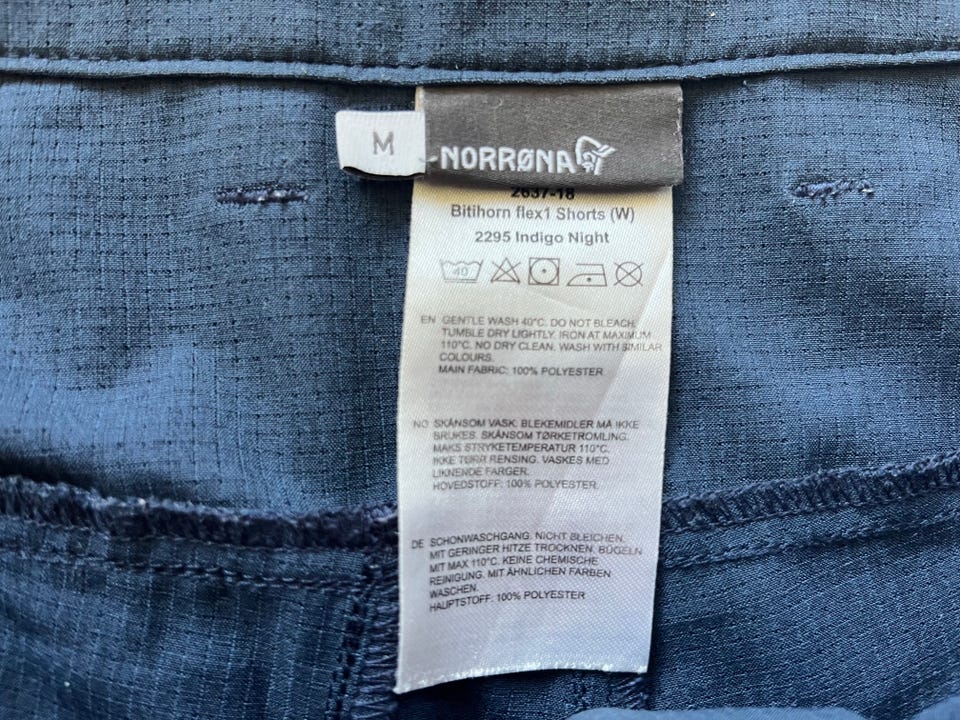 M
NORRØNA
2637-18
Bitihorn flex1 Shorts (W)
2295 Indigo Night
40
EN GENTLE WASH 40°C. DO NOT BLEACH.
TUMBLE DRY LIGHTLY. IRON AT MAXIMUM
110°C. NO DRY CLEAN. WASH WITH SIMILAR
COLOURS.
MAIN FABRIC: 100% POLYESTER
NO SKÅNSOM VASK. BLEKEMIDLER MÅ IKKE
BRUKES. SKÅNSOM TØRKETROMLING.
MAKS STRYKETEMPERATUR 110°C.
IKKE TØRR RENSING. VASKES MED
LIKNENDE FARGER.
HOVEDSTOFF: 100% POLYESTER
DE SCHONWASCHGANG. NICHT BLEICHEN.
MIT GERINGER HITZE TROCKNEN. BÜGELN
MIT MAX 110°C. KEINE CHEMISCHE
REINIGUNG. MIT ÄHNLICHEN FARBEN
WASCHEN.
HAUPTSTOFF: 100% POLYESTER